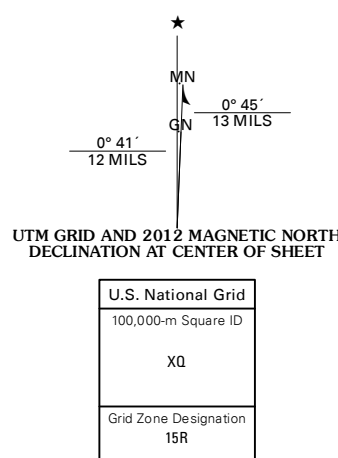 ★
MN
0° 45´
13 MILS
GN
0° 41´
12 MILS
UTM GRID AND 2012 MAGNETIC NORTH
DECLINATION AT CENTER OF SHEET
U.S. National Grid
100,000-m Square ID
XQ
Grid Zone Designation
15R